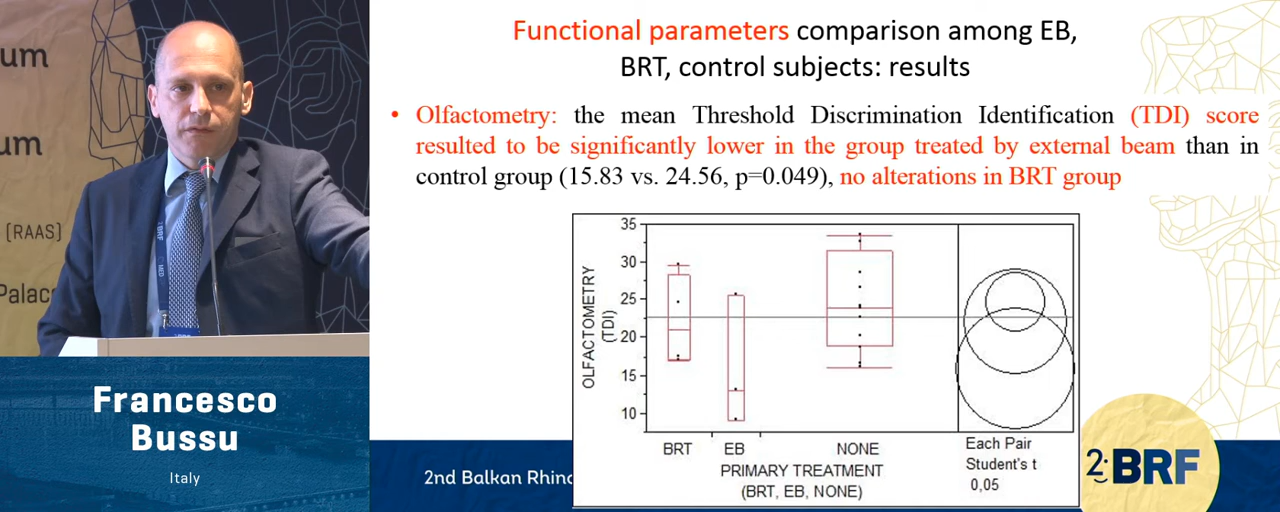 um
um
[RAAS]
Palace
BRF
MED
Francesco
Bussu
Italy
Functional parameters comparison among EB,
BRT, control subjects: results
• Olfactometry: the mean Threshold Discrimination Identification (TDI) score
resulted to be significantly lower in the group treated by external beam than in
control group (15.83 vs. 24.56, p=0.049), no alterations in BRT group
OLFACTOMETRY
(TDI)
35
30
25
20
15
10
BRT EB NONE
PRIMARY TREATMENT
(BRT, EB, NONE)
Each Pair
Student's t
0,05
2nd Balkan Rhino
2 BRF